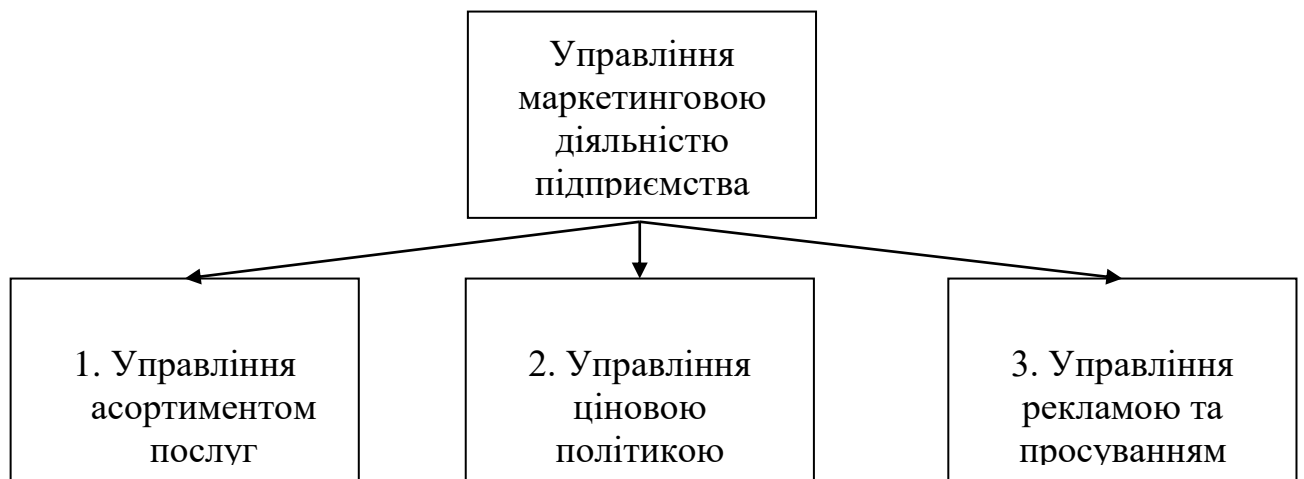 Управління
маркетинговою
діяльністю
підприємства
1. Управління
асортиментом
послуг
2. Управління
ціновою
політикою
3. Управління
рекламою та
просуванням